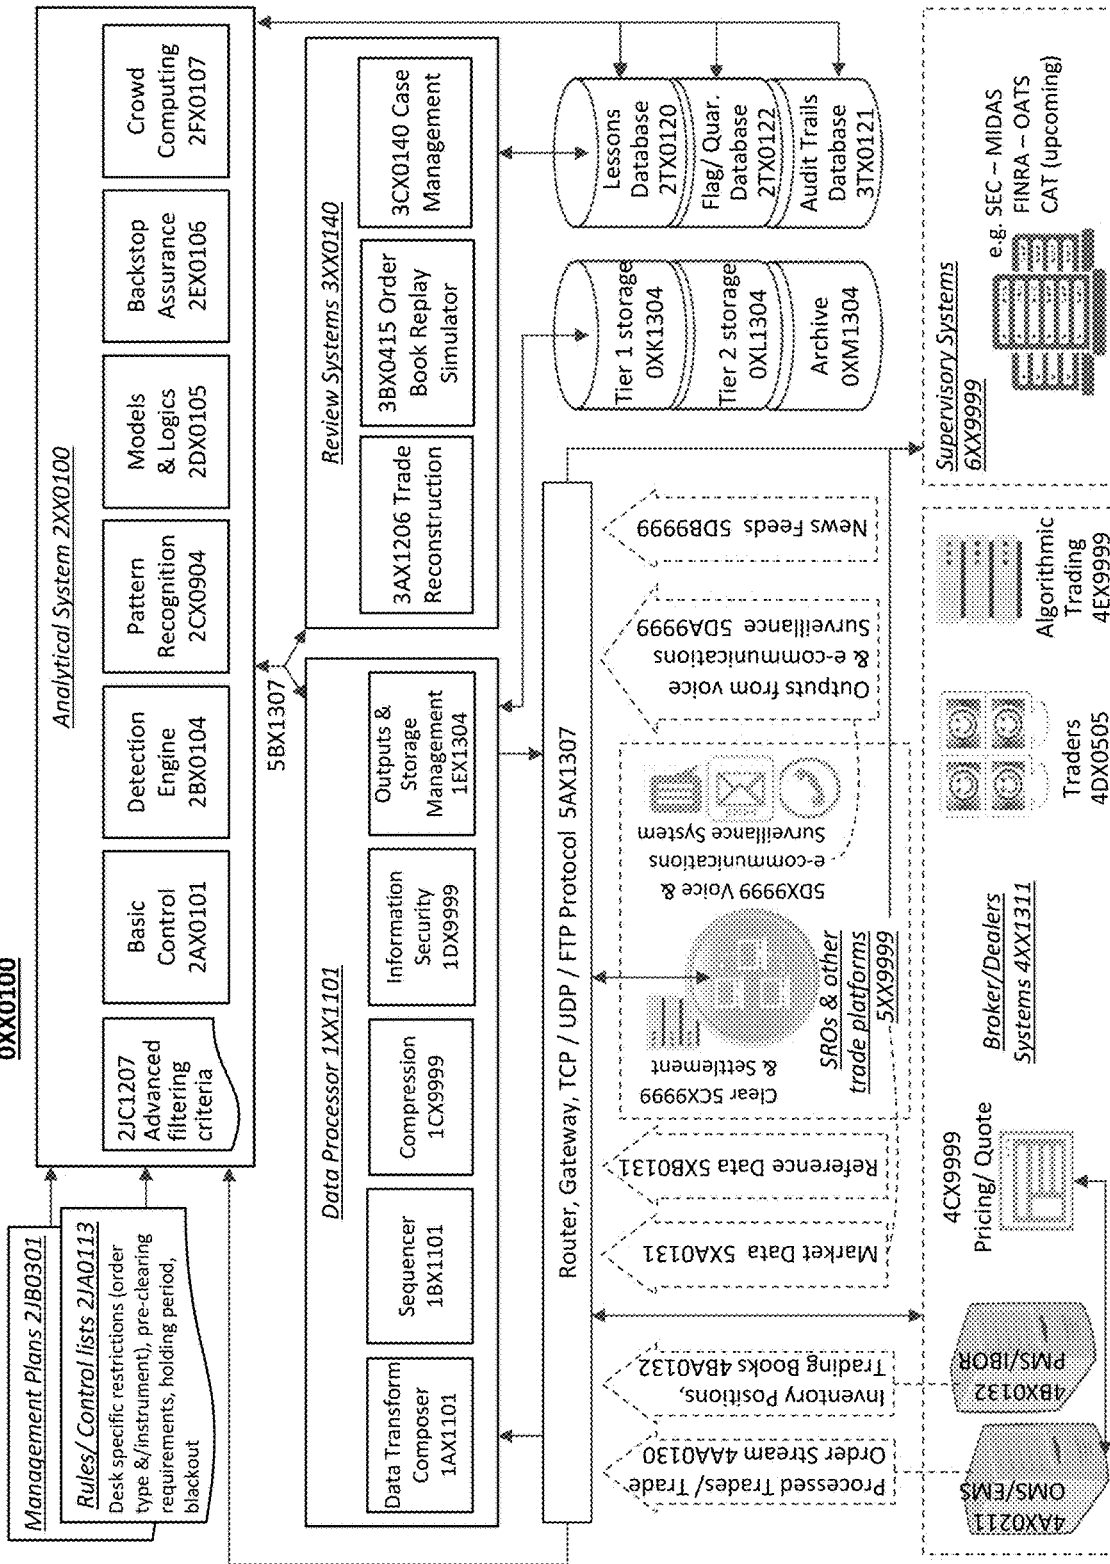 0XX0100
Management Plans 2JB0301
Rules/ Control lists 2JA0113
Desk specific restrictions (order
type &/instrument), pre-clearing
requirements, holding period,
blackout
Analytical System 2XX0100
2JC1207
Advanced
filtering
criteria
Basic
Control
2AX0101
Detection
Engine
2BX0104
Pattern
Recognition
2CX0904
Models
& Logics
2DX0105
Backstop
Assurance
2EX0106
Crowd
Computing
2FX0107
5BX1307
Data Processor 1XX1101
Data Transform
Composer
1AX1101
Sequencer
1BX1101
Compression
1CX9999
Information
Security
1DX9999
Outputs &
Storage
Management
1EX1304
Review Systems 3XX0140
3AX1206 Trade
Reconstruction
3BX0415 Order
Book Replay
Simulator
3CX0140 Case
Management
Router, Gateway, TCP / UDP / FTP Protocol 5AX1307
Tier 1 storage
0XK1304
Tier 2 storage
0XL1304
Archive
0XM1304
Lessons
Database
2TX0120
Flag/ Quar.
Database
2TX0122
Audit Trails
Database
3TX0121
Processed Trades/ Trade
Order Stream 4AA0130
Inventory Positions,
Trading Books 4BA0132
Market Data 5XA0131
Reference Data 5XB0131
Clear 5CX9999
& Settlement
5DX9999 Voice &
e-communications
Surveillance System
SROs & other
trade platforms
5XX9999
Outputs from voice
& e-communications
Surveillance 5DA9999
News Feeds 5DB9999
4AX0211
OMS/EMS
4BX0132
PMS/IBOR
4CX9999
Pricing/ Quote
Broker/Dealers
Systems 4XX1311
Traders
4DX0505
Algorithmic
Trading
4EX9999
Supervisory Systems
6XX9999
e.g. SEC – MIDAS
FINRA – OATS
CAT (upcoming)